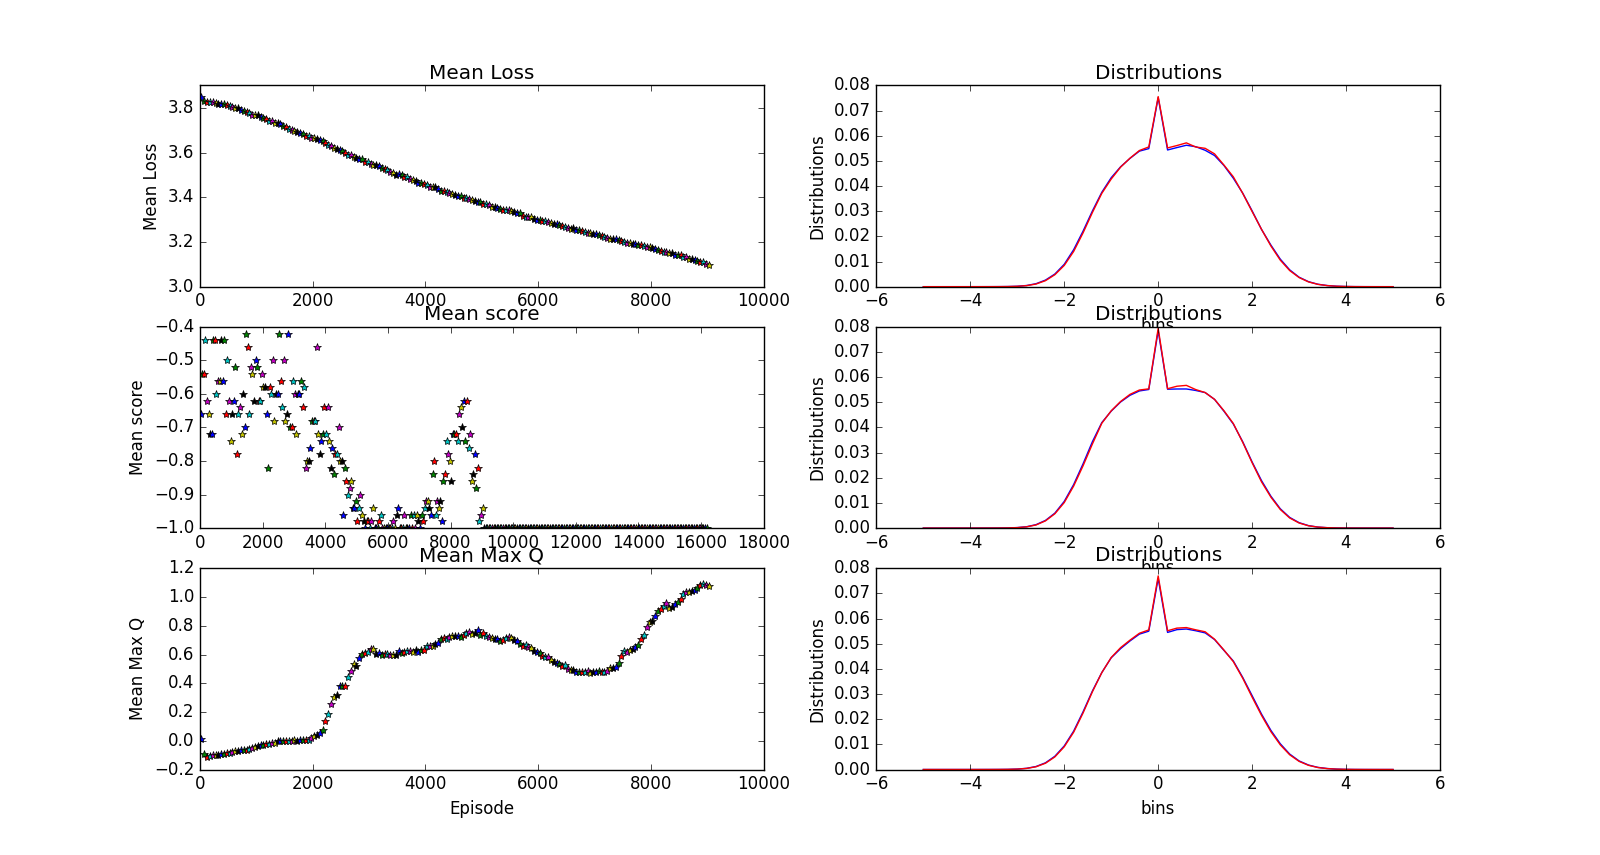 Mean Loss
Mean Loss
3.8
3.6
3.4
3.2
3.0
0 2000 4000 6000 8000 10000
Mean score
Mean score
−0.4
−0.5
−0.6
−0.7
−0.8
−0.9
−1.0
0 2000 4000 6000 8000 10000 12000 14000 16000 18000
Mean Max Q
Mean Max Q
1.2
1.0
0.8
0.6
0.4
0.2
0.0
−0.2
0 2000 4000 6000 8000 10000
Episode
Distributions
Distributions
0.08
0.07
0.06
0.05
0.04
0.03
0.02
0.01
0.00
−6 −4 −2 0 2 4 6
bins
Distributions
Distributions
0.08
0.07
0.06
0.05
0.04
0.03
0.02
0.01
0.00
−6 −4 −2 0 2 4 6
bins
Distributions
Distributions
0.08
0.07
0.06
0.05
0.04
0.03
0.02
0.01
0.00
−6 −4 −2 0 2 4 6
bins